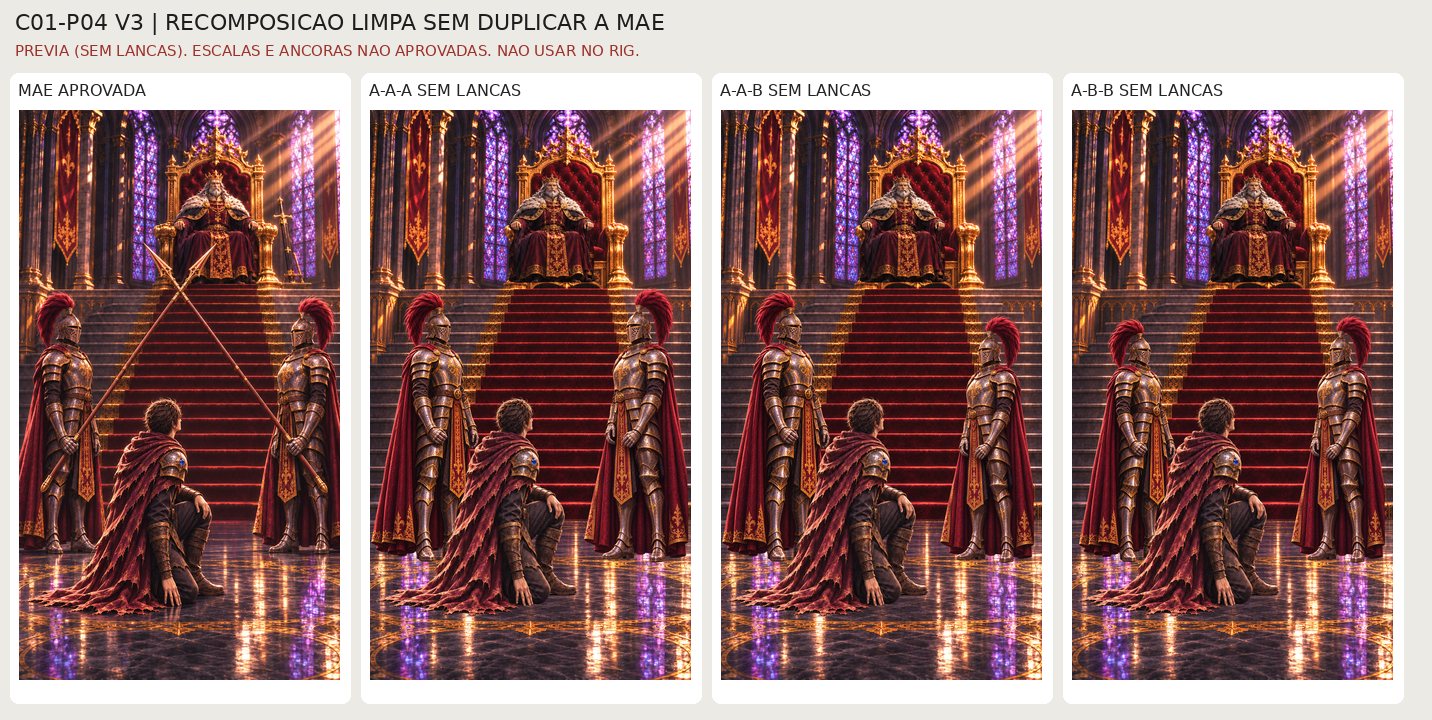 C01-P04 V3 | RECOMPOSICAO LIMPA SEM DUPLICAR A MAE
PREVIA (SEM LANCAS). ESCALAS E ANCORAS NAO APROVADAS. NAO USAR NO RIG.
MAE APROVADA
A-A-A SEM LANCAS
A-A-B SEM LANCAS
A-B-B SEM LANCAS